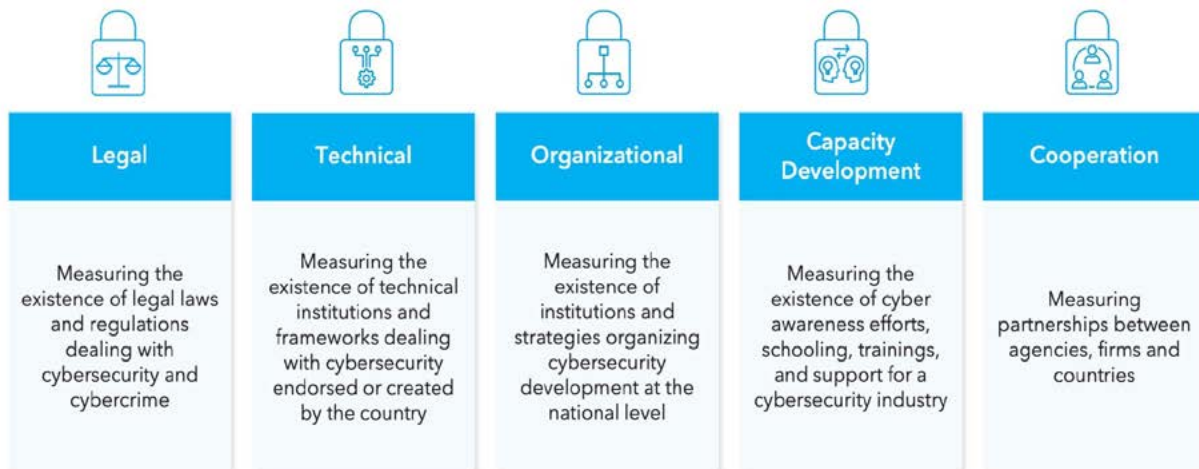 Legal
Measuring the
existence of legal laws
and regulations
dealing with
cybersecurity and
cybercrime
Technical
Measuring the
existence of technical
institutions and
frameworks dealing
with cybersecurity
endorsed or created
by the country
Organizational
Measuring the
existence of
institutions and
strategies organizing
cybersecurity
development at the
national level
Capacity
Development
Measuring the
existence of cyber
awareness efforts,
schooling, trainings,
and support for a
cybersecurity industry
Cooperation
Measuring
partnerships between
agencies, firms and
countries